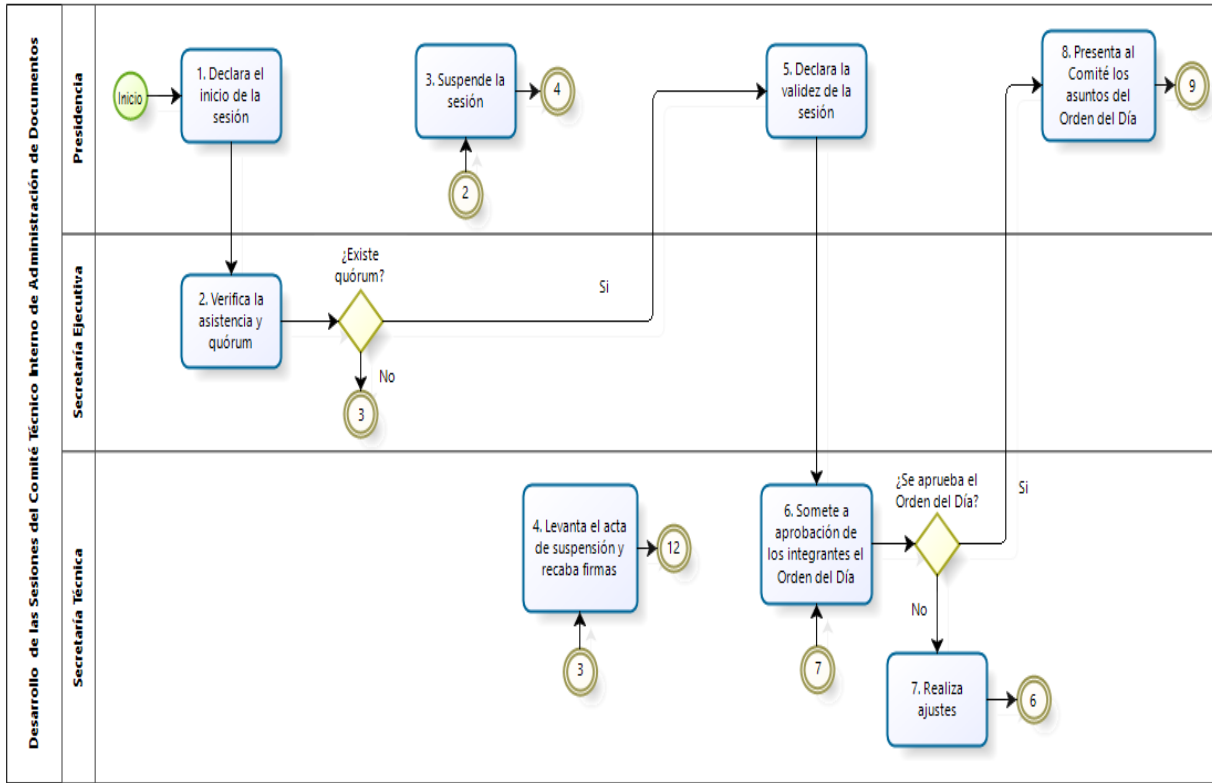 Desarrollo de las Sesiones del Comité Técnico Interno de Administración de Documentos
Presidencia
Inicio
1. Declara el
inicio de la
sesión
3. Suspende la
sesión
4
2
5. Declara la
validez de la
sesión
8. Presenta al
Comité los
asuntos del
Orden del Día
9
Secretaría Ejecutiva
2. Verifica la
asistencia y
quórum
¿Existe
quórum?
Si
No
3
Secretaría Técnica
4. Levanta el acta
de suspensión y
recaba firmas
12
3
6. Somete a
aprobación de
los integrantes el
Orden del Día
7
¿Se aprueba el
Orden del Día?
Si
No
7. Realiza
ajustes
6